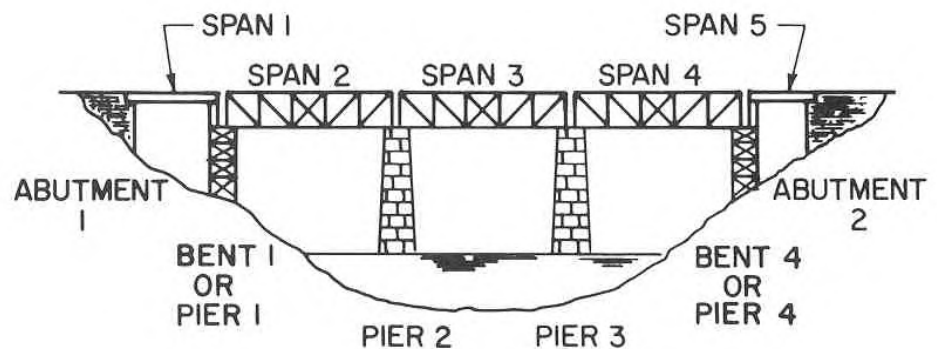 SPAN 1
SPAN 5
SPAN 2
SPAN 3
SPAN 4
ABUTMENT
1
ABUTMENT
2
BENT 1
OR
PIER 1
BENT 4
OR
PIER 4
PIER 2
PIER 3